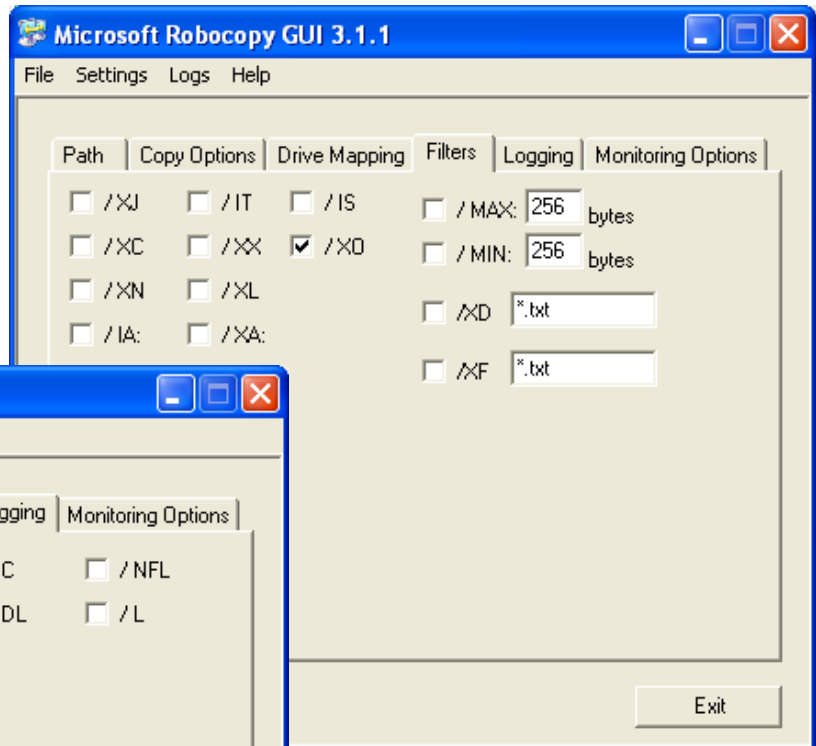 Microsoft Robocopy GUI 3.1.1
File Settings Logs Help
Path Copy Options Drive Mapping Filters Logging Monitoring Options
/ XJ / IT / IS / MAX: 256 bytes
/ XC / XX / XO / MIN: 256 bytes
/ XN / XL /XD *.txt
/ IA: / XA: /XF *.txt
gging Monitoring Options
C / NFL
DL / L
Exit